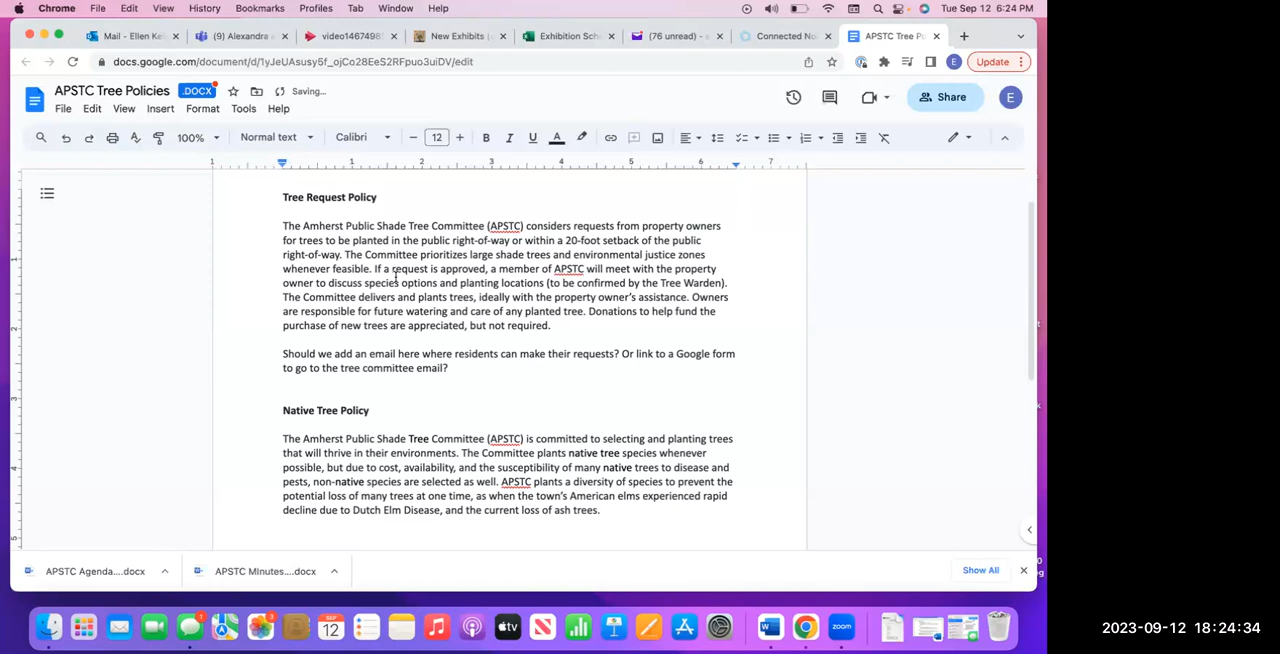 Chrome File Edit View History Bookmarks Profiles Tab Window Help Tue Sep 12 6:24 PM
Mail - Ellen Ke (9) Alexandra video1467498 New Exhibits ( Exhibition Sche (76 unread) - Connected No APSTC Tree P
docs.google.com/document/d/1yJeUAsusy5f_ojCo28EeS2RFpuo3uiDV/edit E Update
APSTC Tree Policies .DOCX Saving...
File Edit View Insert Format Tools Help Share E
100% Normal text Calibri 12 B I U A
1 1 2 3 4 5 6 7
Tree Request Policy
The Amherst Public Shade Tree Committee (APSTC) considers requests from property owners
for trees to be planted in the public right-of-way or within a 20-foot setback of the public
right-of-way. The Committee prioritizes large shade trees and environmental justice zones
whenever feasible. If a request is approved, a member of APSTC will meet with the property
owner to discuss species options and planting locations (to be confirmed by the Tree Warden).
The Committee delivers and plants trees, ideally with the property owner's assistance. Owners
are responsible for future watering and care of any planted tree. Donations to help fund the
purchase of new trees are appreciated, but not required.
Should we add an email here where residents can make their requests? Or link to a Google form
to go to the tree committee email?
Native Tree Policy
The Amherst Public Shade Tree Committee (APSTC) is committed to selecting and planting trees
that will thrive in their environments. The Committee plants native tree species whenever
possible, but due to cost, availability, and the susceptibility of many native trees to disease and
pests, non-native species are selected as well. APSTC plants a diversity of species to prevent the
potential loss of many trees at one time, as when the town's American elms experienced rapid
decline due to Dutch Elm Disease, and the current loss of ash trees.
APSTC Agenda....docx APSTC Minutes....docx Show All
SEP 12 tv zoom
2023-09-12 18:24:34